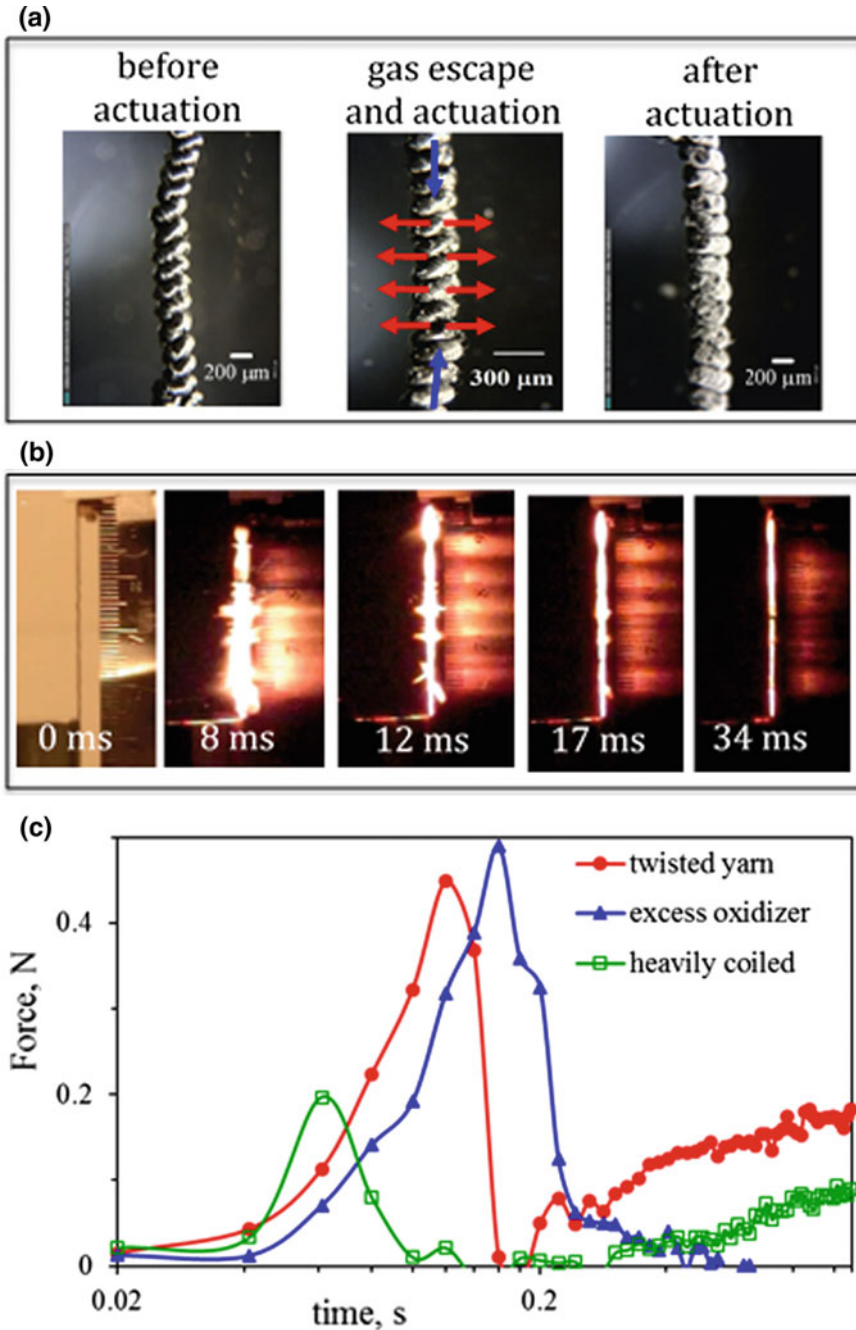 (a)
before
actuation
gas escape
and actuation
after
actuation
200 μm
300 μm
200 μm
(b)
0 ms
8 ms
12 ms
17 ms
34 ms
(c)
Force, N
0.4
0.2
0
twisted yarn
excess oxidizer
heavily coiled
0.02
0.2
time, s